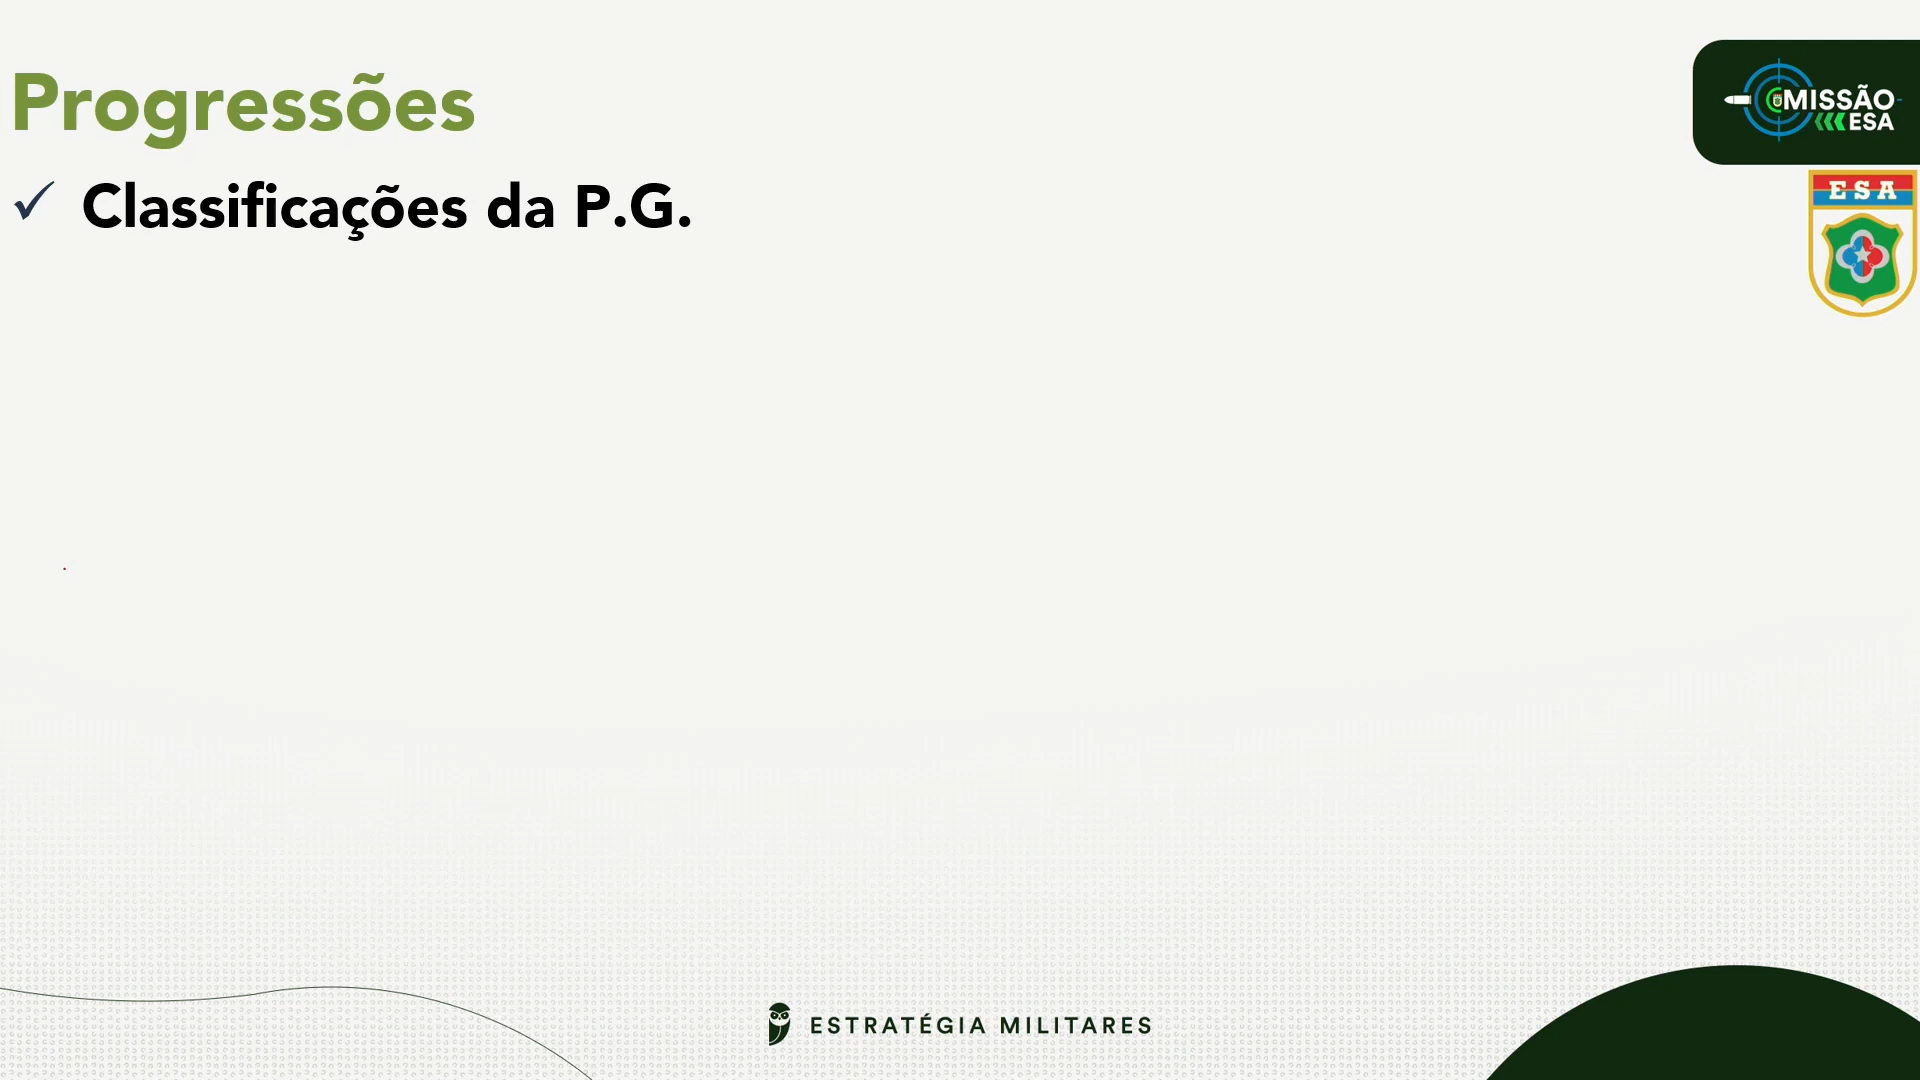 Progressões
MISSÃO
ESA
ESA
✓ Classificações da P.G.
ESTRATÉGIA MILITARES